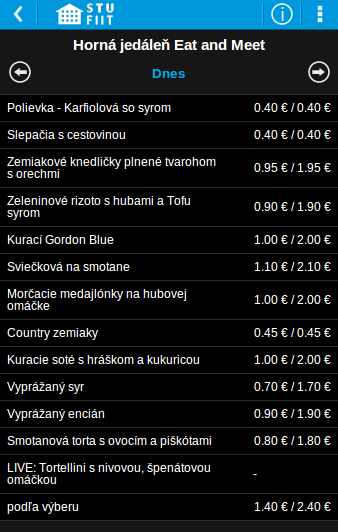 STU
FIIT
Horná jedáleň Eat and Meet
Dnes
Polievka - Karfiolová so syrom 0.40 € / 0.40 €
Slepačia s cestovinou 0.40 € / 0.40 €
Zemiakové knedličky plnené tvarohom
s orechmi 0.95 € / 1.95 €
Zeleninové rizoto s hubami a Tofu
syrom 0.90 € / 1.90 €
Kurací Gordon Blue 1.00 € / 2.00 €
Sviečková na smotane 1.10 € / 2.10 €
Morčacie medajlónky na hubovej
omáčke 1.00 € / 2.00 €
Country zemiaky 0.45 € / 0.45 €
Kuracie soté s hráškom a kukuricou 1.00 € / 2.00 €
Vyprážaný syr 0.70 € / 1.70 €
Vyprážaný encián 0.90 € / 1.90 €
Smotanová torta s ovocím a piškótami 0.80 € / 1.80 €
LIVE: Tortellini s nivovou, špenátovou
omáčkou -
podľa výberu 1.40 € / 2.40 €